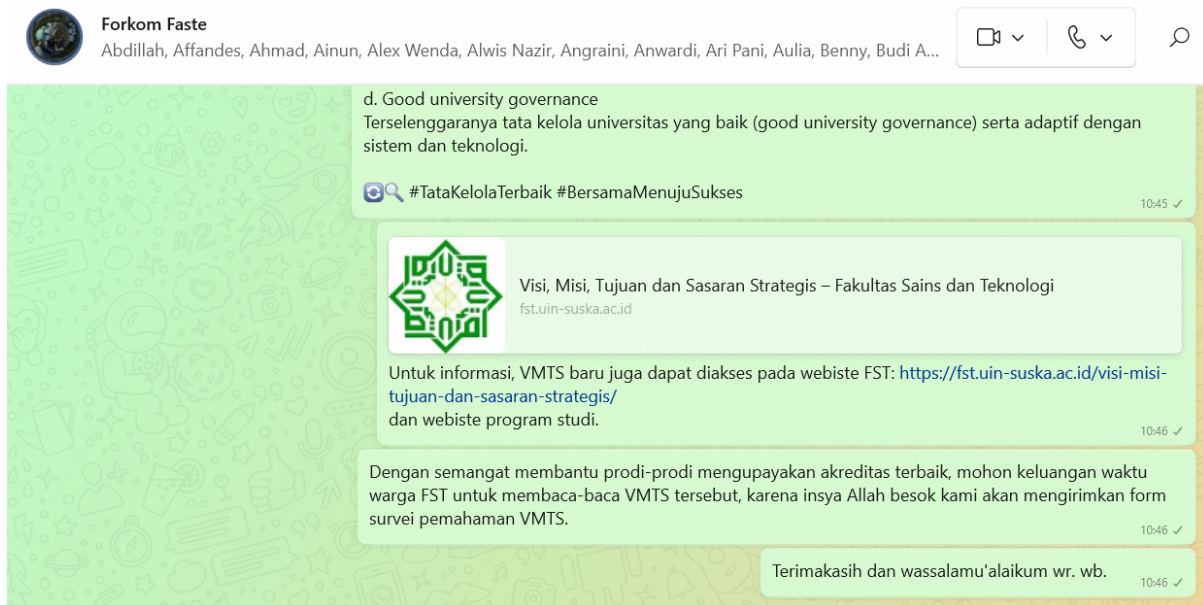 Forkom Faste
Abdillah, Affandes, Ahmad, Ainun, Alex Wenda, Alwis Nazir, Angraini, Anwardi, Ari Pani, Aulia, Benny, Budi A...
d. Good university governance
Terselenggaranya tata kelola universitas yang baik (good university governance) serta adaptif dengan
sistem dan teknologi.
🔄🔍 #TataKelolaTerbaik #BersamaMenujuSukses
10:45 ✓
Visi, Misi, Tujuan dan Sasaran Strategis – Fakultas Sains dan Teknologi
fst.uin-suska.ac.id
Untuk informasi, VMTS baru juga dapat diakses pada webiste FST: https://fst.uin-suska.ac.id/visi-misi-
tujuan-dan-sasaran-strategis/
dan webiste program studi.
10:46 ✓
Dengan semangat membantu prodi-prodi mengupayakan akreditas terbaik, mohon keluangan waktu
warga FST untuk membaca-baca VMTS tersebut, karena insya Allah besok kami akan mengirimkan form
survei pemahaman VMTS.
10:46 ✓
Terimakasih dan wassalamu'alaikum wr. wb.
10:46 ✓